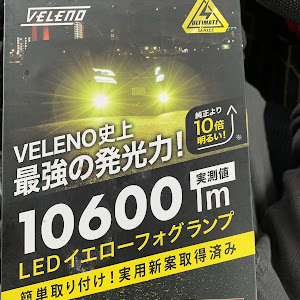 VELENO
ULTIMATE
SERIES
純正より
10倍
明るい!
※
VELENO史上
最強の発光力!
実測値
10600lm
LEDイエローフォグランプ
簡単取り付け!実用新案取得済み